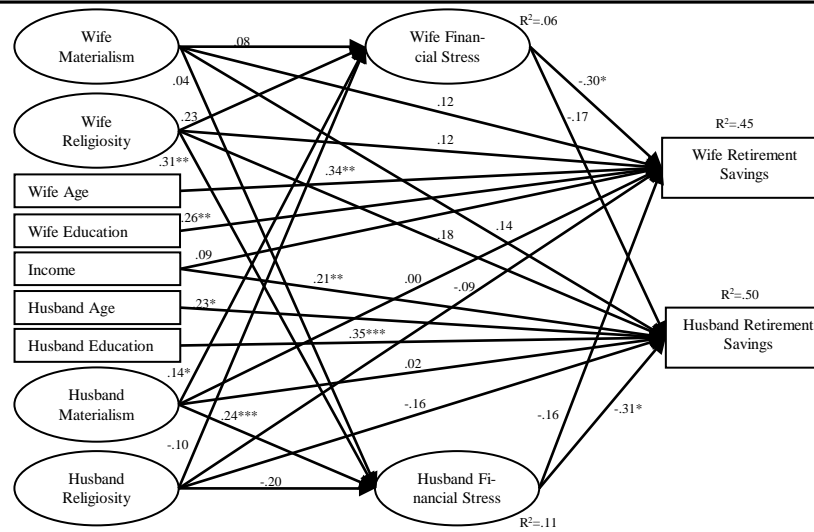 R²=.06
Wife
Materialism
.08
Wife Finan-
cial Stress
.04
-.30*
-.17
.12
R²=.45
Wife
Religiosity
.23
.12
Wife Retirement
Savings
.31**
.34**
Wife Age
.26**
.14
Wife Education
.18
.09
Income
.21**
.00
-.09
R²=.50
Husband Age
.23*
Husband Retirement
Savings
.35***
Husband Education
.14*
.02
Husband
Materialism
.24***
-.16
-.16
-.31*
-.10
Husband
Religiosity
-.20
Husband Fi-
nancial Stress
R²=.11